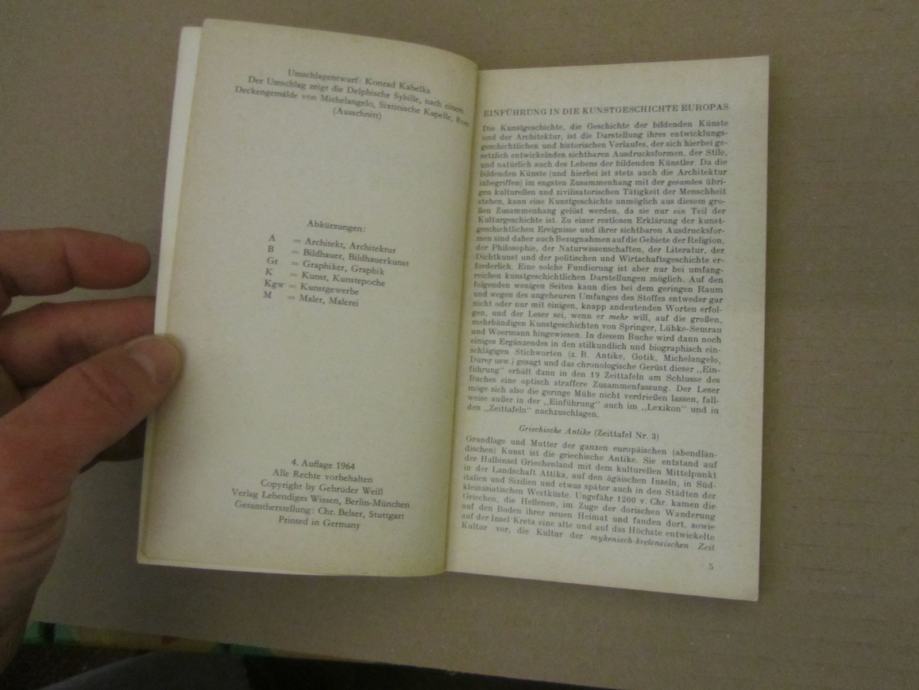 Umschlagentwurf: Konrad Kabelka
Der Umschlag zeigt die Delphische Sybille, nach einem
Deckengemälde von Michelangelo, Sixtinische Kapelle, Rom
(Ausschnitt)
Abkürzungen:
A = Architekt, Architektur
B = Bildhauer, Bildhauerkunst
Gr = Graphiker, Graphik
K = Kunst, Kunstepoche
Kgw = Kunstgewerbe
M = Maler, Malerei
4. Auflage 1964
Alle Rechte vorbehalten
Copyright by Gebrüder Weiß
Verlag Lebendiges Wissen, Berlin-München
Gesamtherstellung: Chr. Belser, Stuttgart
Printed in Germany
EINFÜHRUNG IN DIE KUNSTGESCHICHTE EUROPAS
Die Kunstgeschichte, die Geschichte der bildenden Künste
und der Architektur, ist die Darstellung ihres entwicklungs-
geschichtlichen und historischen Verlaufes, der sich hierbei ge-
setzlich entwickelnden sichtbaren Ausdrucksformen, der Stile,
und natürlich auch des Lebens der bildenden Künstler. Da die
bildenden Künste (und hierbei ist stets auch die Architektur
inbegriffen) im engsten Zusammenhang mit der gesamten übri-
gen kulturellen und zivilisatorischen Tätigkeit der Menschheit
stehen, kann eine Kunstgeschichte unmöglich aus diesem gro-
ßen Zusammenhang gelöst werden, da sie nur ein Teil der
Kulturgeschichte ist. Zu einer restlosen Erklärung der kunst-
geschichtlichen Ereignisse und ihrer sichtbaren Ausdrucksfor-
men sind daher auch Bezugnahmen auf die Gebiete der Religion,
der Philosophie, der Naturwissenschaften, der Literatur, der
Dichtkunst und der politischen und Wirtschaftsgeschichte er-
forderlich. Eine solche Fundierung ist aber nur bei umfang-
reichen kunstgeschichtlichen Darstellungen möglich. Auf den
folgenden wenigen Seiten kann dies bei dem geringen Raum
und wegen des ungeheuren Umfanges des Stoffes entweder gar
nicht oder nur mit einigen, knapp andeutenden Worten erfol-
gen, und der Leser sei, wenn er mehr will, auf die großen,
mehrbändigen Kunstgeschichten von Springer, Lübke-Semrau
und Woermann hingewiesen. In diesem Buche wird dann noch
einiges Ergänzendes in den stilkundlich und biographisch ein-
schlägigen Stichworten (z. B. Antike, Gotik, Michelangelo,
Dürer usw.) gesagt und das chronologische Gerüst dieser „Ein-
führung" erhält dann in den 19 Zeittafeln am Schlusse des
Buches eine optisch straffere Zusammenfassung. Der Leser
möge sich also die geringe Mühe nicht verdrießen lassen, fall-
weise außer in der „Einführung" auch im „Lexikon" und in
den „Zeittafeln" nachzuschlagen.
Griechische Antike (Zeittafel Nr. 3)
Grundlage und Mutter der ganzen europäischen (abendlän-
dischen) Kunst ist die griechische Antike. Sie entstand auf
der Halbinsel Griechenland mit dem kulturellen Mittelpunkt
in der Landschaft Attika, auf den ägäischen Inseln, in Süd-
italien und Sizilien und etwas später auch in den Städten der
kleinasiatischen Westküste. Ungefähr 1200 v. Chr. kamen die
Griechen, die Hellenen, im Zuge der dorischen Wanderung
auf den Boden ihrer neuen Heimat und fanden dort, sowie
auf der Insel Kreta eine alte und auf das Höchste entwickelte
Kultur vor, die Kultur der mykenisch-kretensischen Zeit
5